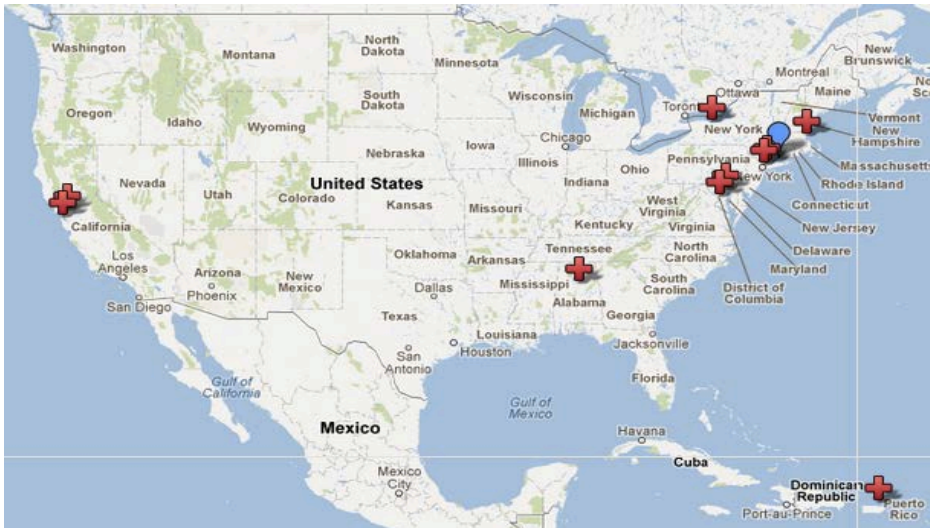 Washington
Montana
North
Dakota
Minnesota
Montreal
New
Brunswick
Ottawa
Maine
Oregon
Idaho
Wyoming
South
Dakota
Wisconsin
Michigan
Toron
Vermont
New
Hampshire
New York
Massachusetts
Rhode Island
Connecticut
Chicago
Iowa
Nebraska
Illinois
Indiana
Ohio
Pennsylvania
New York
Nevada
Utah
Colorado
United States
Kansas
Missouri
West
Virginia
Virginia
Kentucky
New Jersey
Delaware
Maryland
District of
Columbia
California
Los
Angeles
San Diego
Arizona
Phoenix
New
Mexico
Oklahoma
Arkansas
Tennessee
North
Carolina
South
Carolina
Mississippi
Alabama
Georgia
Dallas
Texas
Louisiana
Jacksonville
San
Antonio
Houston
Florida
Gulf of
California
Gulf of
Mexico
Mexico
Havana
Cuba
Mexico
City
Dominican
Republic
Port-au-Prince
Puerto
Rico